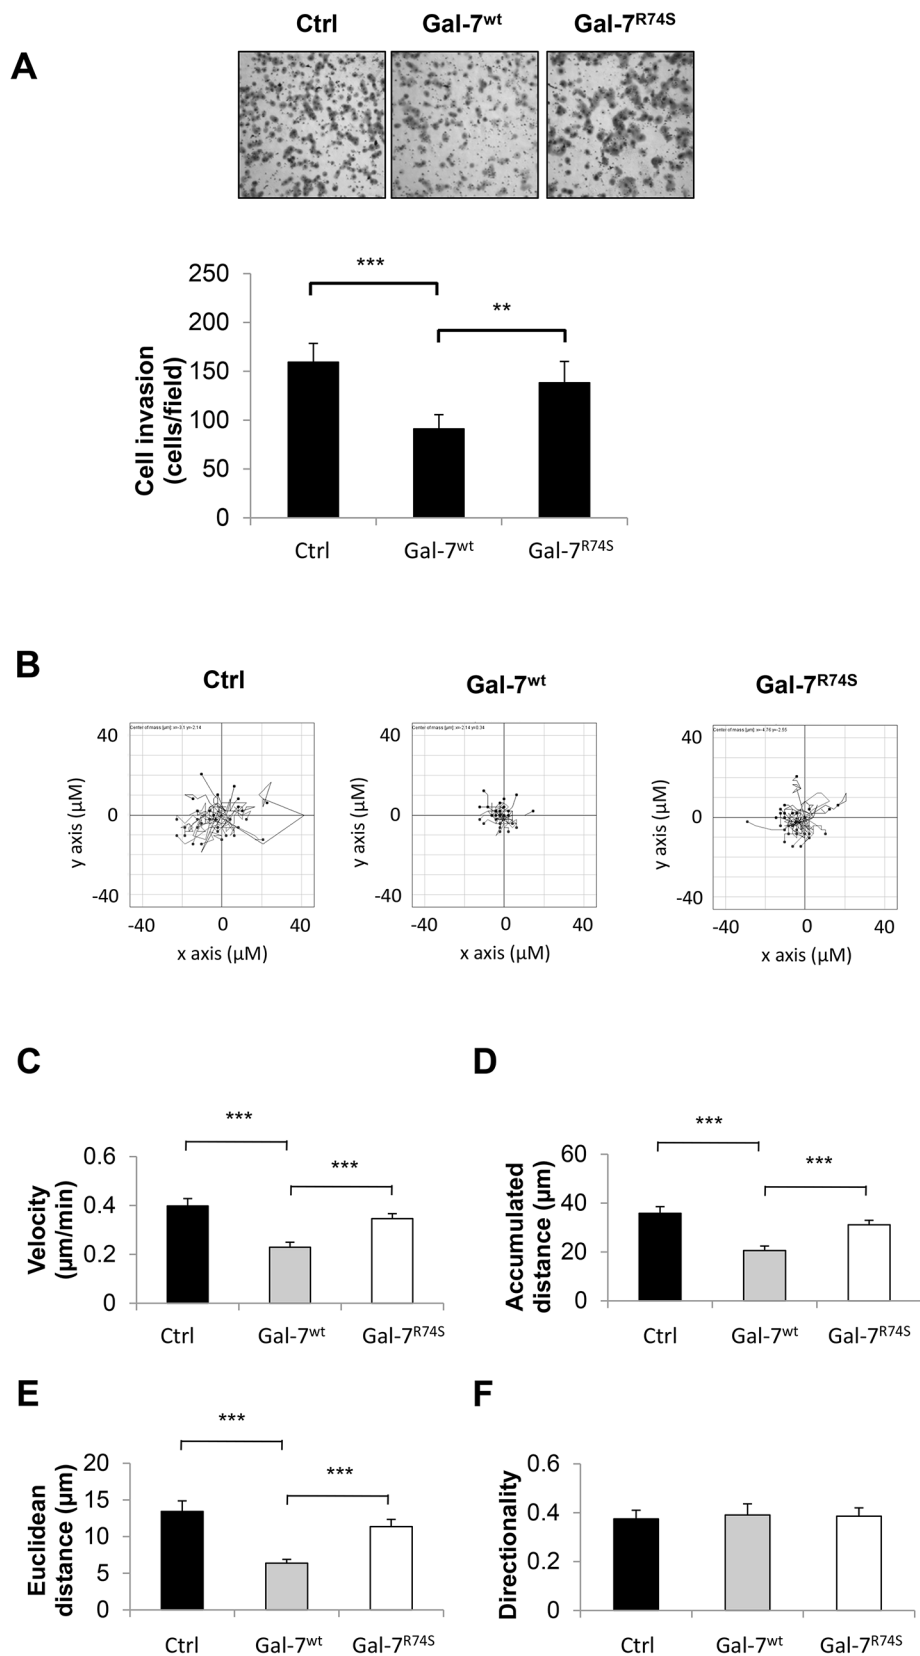 Ctrl Gal-7wt Gal-7R74S
A
***
**
250
200
150
100
50
0
Cell invasion
(cells/field)
Ctrl Gal-7wt Gal-7R74S
B
Ctrl Gal-7wt Gal-7R74S
40
0
-40
y axis (µM)
-40 0 40
x axis (µM)
40
0
-40
y axis (µM)
-40 0 40
x axis (µM)
40
0
-40
y axis (µM)
-40 0 40
x axis (µM)
C
***
***
0.6
0.4
0.2
0
Velocity
(µm/min)
Ctrl Gal-7wt Gal-7R74S
D
***
***
60
40
20
0
Accumulated
distance (µm)
Ctrl Gal-7wt Gal-7R74S
E
***
***
20
15
10
5
0
Euclidean
distance (µm)
Ctrl Gal-7wt Gal-7R74S
F
0.6
0.4
0.2
0
Directionality
Ctrl Gal-7wt Gal-7R74S